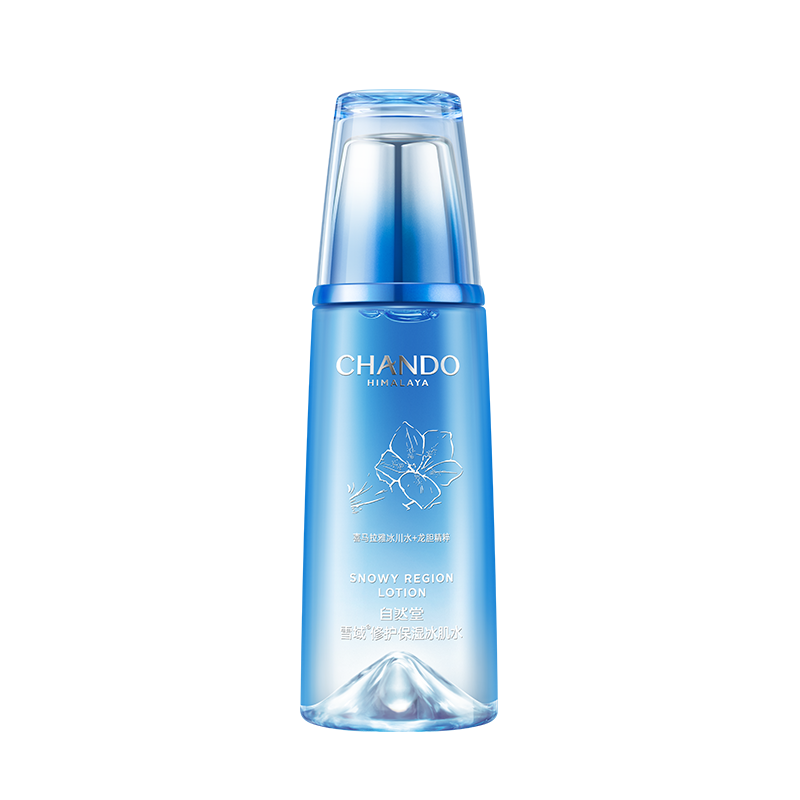 CHANDO
HIMALAYA
喜马拉雅冰川水+龙胆精粹
SNOWY REGION
LOTION
自然堂
雪域®修护保湿冰肌水